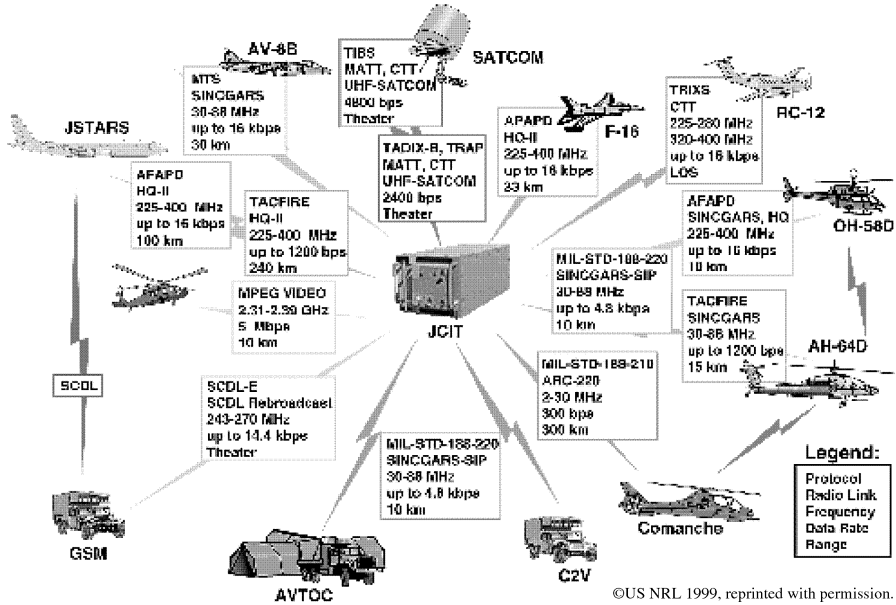 AV-8B
TIBS
MATT, CTT
UHF-SATCOM
4800 bps
Theater
SATCOM
MTS
SINCGARS
30-88 MHz
up to 16 kbps
30 km
JSTARS
TADIX-B, TRAP
MATT, CTT
UHF-SATCOM
2400 bps
Theater
APAPD
HQ-II
225-400 MHz
up to 16 kbps
33 km
F-16
TRIXS
CTT
225-280 MHz
320-400 MHz
up to 16 kbps
LOS
RC-12
AFAPD
HQ-II
225-400 MHz
up to 16 kbps
100 km
TACFIRE
HQ-II
225-400 MHz
up to 1200 bps
240 km
AFAPD
SINCGARS, HQ
225-400 MHz
up to 16 kbps
10 km
OH-58D
MPEG VIDEO
2.31-2.39 GHz
5 Mbps
10 km
JCIT
MIL-STD-188-220
SINCGARS-SIP
30-88 MHz
up to 4.8 kbps
10 km
TACFIRE
SINCGARS
30-88 MHz
up to 1200 bps
15 km
AH-64D
SCDL
SCDL-E
SCDL Rebroadcast
243-270 MHz
up to 14.4 kbps
Theater
MIL-STD-188-220
SINCGARS-SIP
30-88 MHz
up to 4.8 kbps
10 km
MIL-STD-188-210
ARC-220
2-30 MHz
300 bps
300 km
GSM
AVTOC
C2V
Comanche
Legend:
Protocol
Radio Link
Frequency
Data Rate
Range
©US NRL 1999, reprinted with permission.